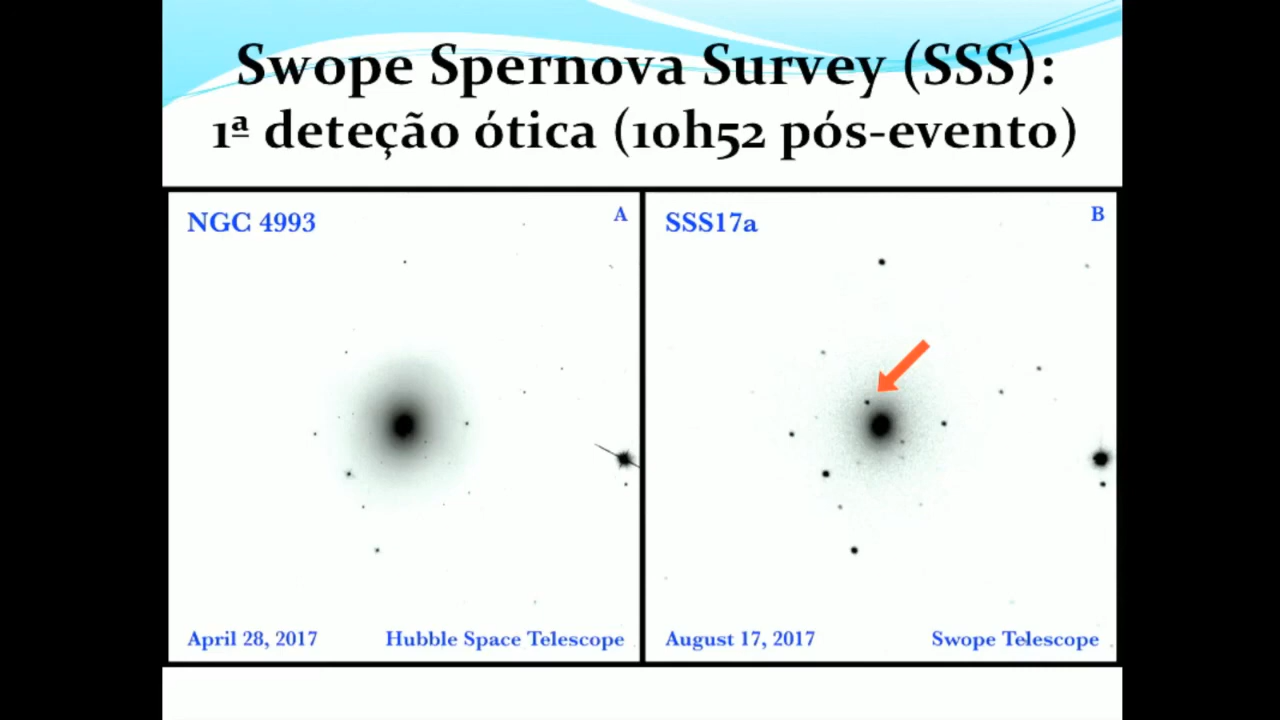 Swope Spernova Survey (SSS):
1ª deteção ótica (10h52 pós-evento)
NGC 4993
A
April 28, 2017
Hubble Space Telescope
SSS17a
B
August 17, 2017
Swope Telescope